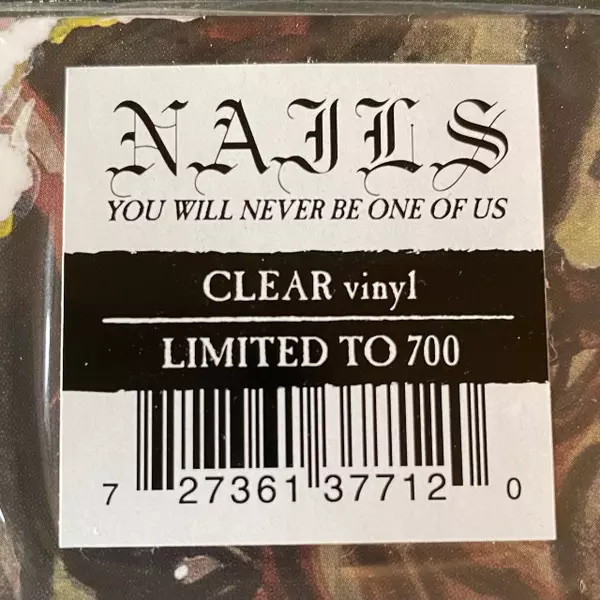 NAILS
YOU WILL NEVER BE ONE OF US
CLEAR vinyl
LIMITED TO 700
7 27361 37712 0